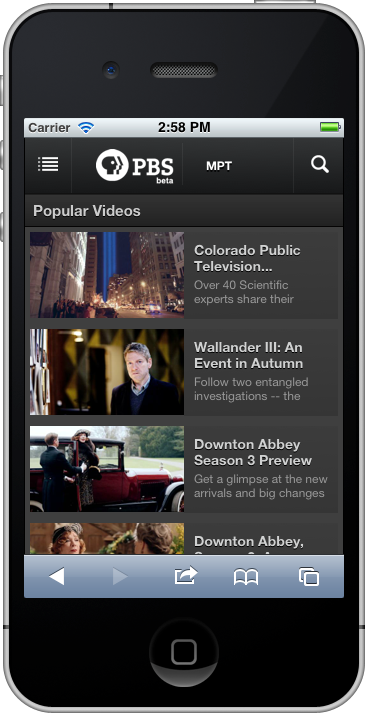 Carrier 2:58 PM
PBS MPT
beta
Popular Videos
Colorado Public
Television...
Over 40 Scientific
experts share their
Wallander III: An
Event in Autumn
Follow two entangled
investigations -- the
Downton Abbey
Season 3 Preview
Get a glimpse at the new
arrivals and big changes
Downton Abbey,